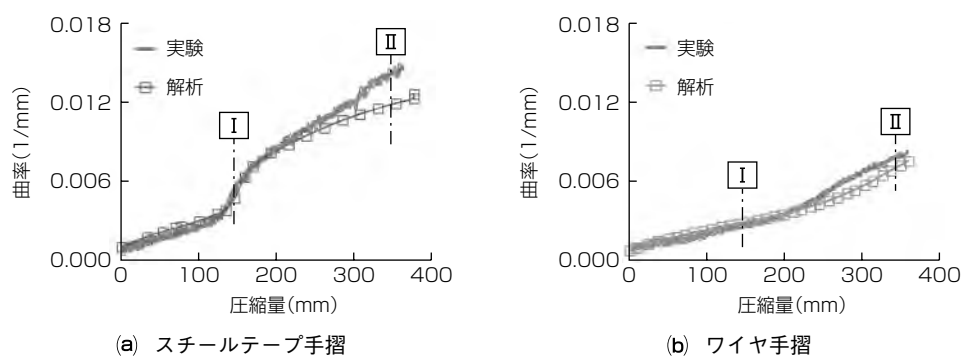 0.018
0.012
0.006
0.000
曲率(1/mm)
実験
解析
Ⅰ
Ⅱ
0 100 200 300 400
圧縮量(mm)
(a) スチールテープ手摺
0.018
0.012
0.006
0.000
曲率(1/mm)
実験
解析
Ⅰ
Ⅱ
0 100 200 300 400
圧縮量(mm)
(b) ワイヤ手摺